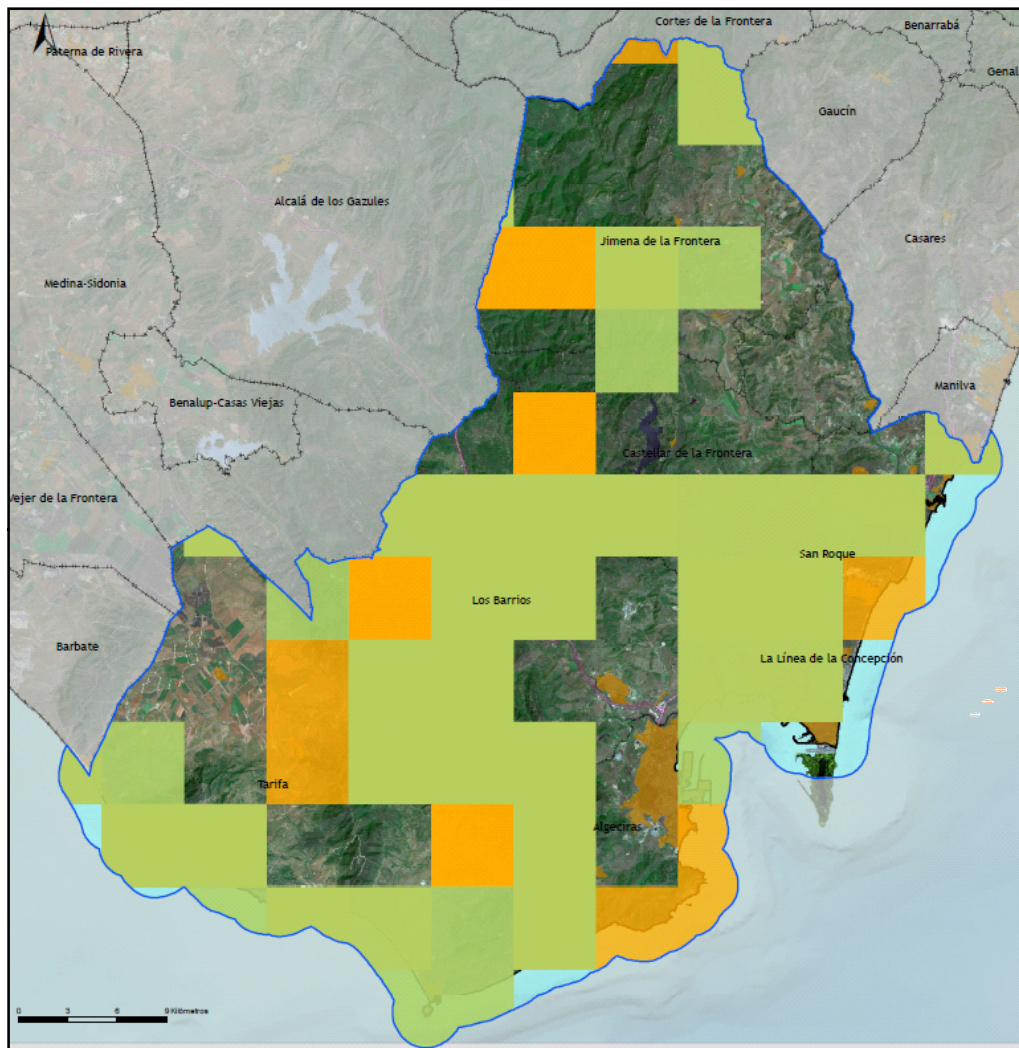 Cortes de la Frontera
Benarrabá
Paterna de Rivera
Genal
Gaucín
Alcalá de los Gazules
Jimena de la Frontera
Casares
Medina-Sidonia
Manilva
Benalup-Casas Viejas
Castellar de la Frontera
Vejer de la Frontera
San Roque
Los Barrios
Barbate
La Línea de la Concepción
Tarifa
Algeciras
0 3 6 9 Kilómetros